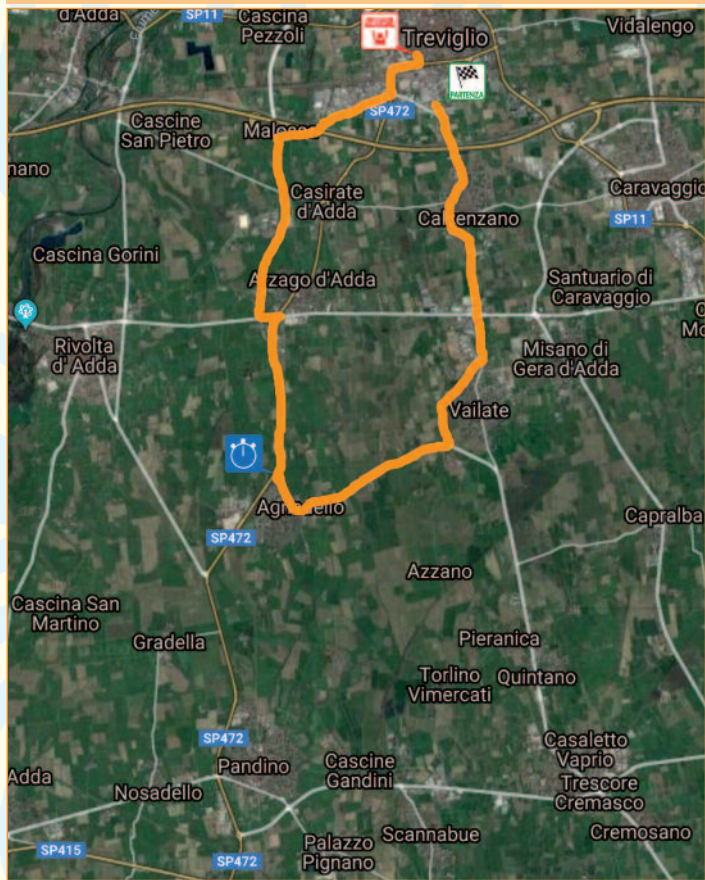 d'Adda
SP11
Cascina
Pezzoli
Treviglio
Vidalengo
PARTENZA
SP472
Cascine
San Pietro
nano
Casirate
d'Adda
Caravaggio
SP11
Cascina Gorini
Arzago d'Adda
Santuario di
Caravaggio
Rivolta
d'Adda
Misano di
Gera d'Adda
Vailate
Agnadello
Capralba
SP472
Azzano
Cascina San
Martino
Gradella
Pieranica
Torlino
Vimercati
Quintano
SP472
Casaletto
Vaprio
Pandino
Cascine
Gandini
Adda
Nosadello
Trescore
Cremasco
Scannabue
Cremosano
Palazzo
Pignano
SP415
SP472